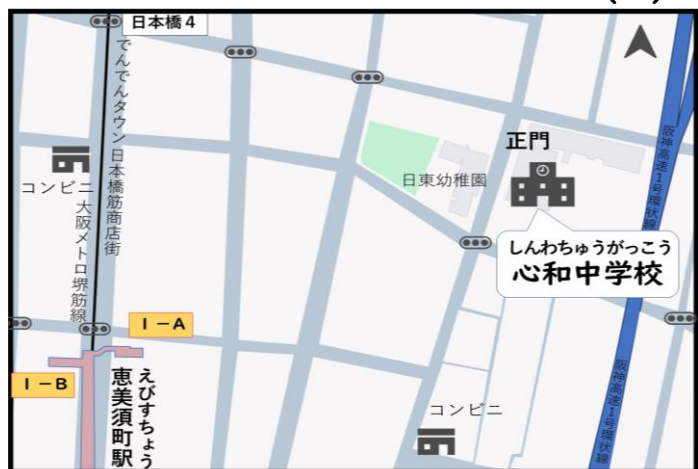 日本橋4
でんでんタウン日本橋筋商店街
コンビニ
大阪メトロ堺筋線
1-A
1-B
えびすちょう
恵美須町駅
日東幼稚園
正門
しんわちゅうがっこう
心和中学校
コンビニ
阪神高速1号環状線
阪神高速1号環状線